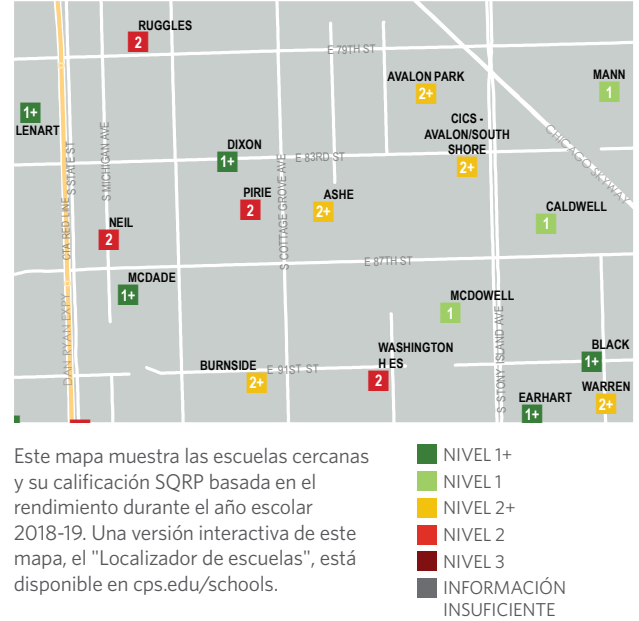 RUGGLES
2
E 79TH ST
AVALON PARK
2+
MANN
1
1+
LENART
CICS -
AVALON/SOUTH
SHORE
2+
CHICAGO SKYWAY
S STATE ST
S MICHIGAN AVE
DIXON
1+
E 83RD ST
PIRIE
2
ASHE
2+
CALDWELL
1
NEIL
2
CTA RED LINE
S COTTAGE GROVE AVE
E 87TH ST
MCDADE
1+
MCDOWELL
1
DAN RYAN EXPY
S STONY ISLAND AVE
BURNSIDE
2+
E 91ST ST
WASHINGTON
H ES
2
BLACK
1+
EARHART
1+
WARREN
2+
Este mapa muestra las escuelas cercanas
y su calificación SQRP basada en el
rendimiento durante el año escolar
2018-19. Una versión interactiva de este
mapa, el "Localizador de escuelas", está
disponible en cps.edu/schools.
NIVEL 1+
NIVEL 1
NIVEL 2+
NIVEL 2
NIVEL 3
INFORMACIÓN
INSUFICIENTE